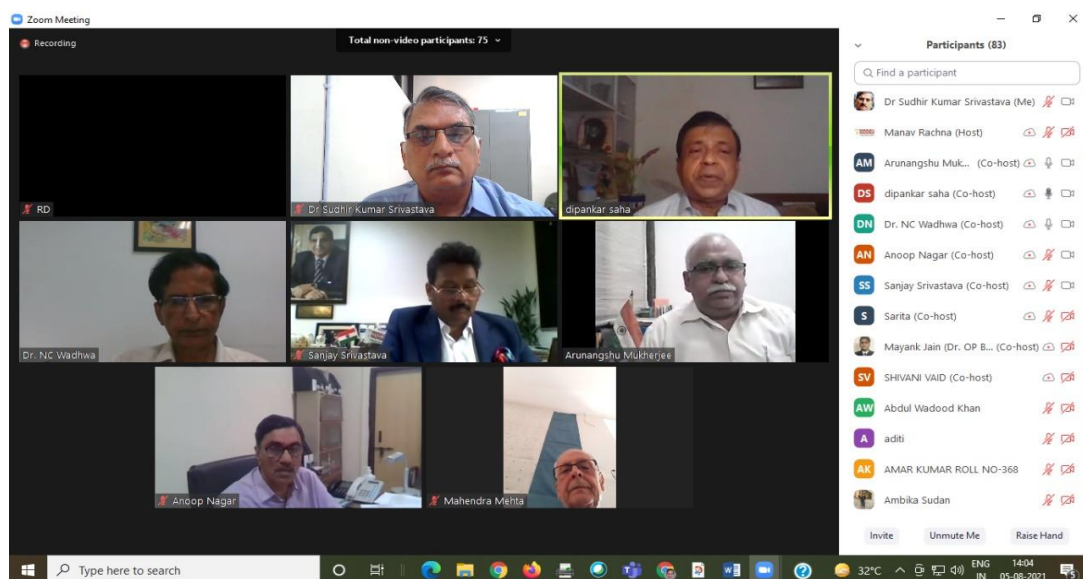 Zoom Meeting
Recording
Total non-video participants: 75
Participants (83)
Find a participant
RD
Dr Sudhir Kumar Srivastava
dipankar saha
Dr. NC Wadhwa
Sanjay Srivastava
Arunangshu Mukherjee
Anoop Nagar
Mahendra Mehta
Dr Sudhir Kumar Srivastava (Me)
Manav Rachna (Host)
AM Arunangshu Muk... (Co-host)
DS dipankar saha (Co-host)
DN Dr. NC Wadhwa (Co-host)
AN Anoop Nagar (Co-host)
SS Sanjay Srivastava (Co-host)
S Sarita (Co-host)
Mayank Jain (Dr. OP B... (Co-host)
SV SHIVANI VAID (Co-host)
AW Abdul Wadood Khan
A aditi
AK AMAR KUMAR ROLL NO-368
Ambika Sudan
Invite Unmute Me Raise Hand
Type here to search
32°C
ENG
IN
14:04
05-08-2021